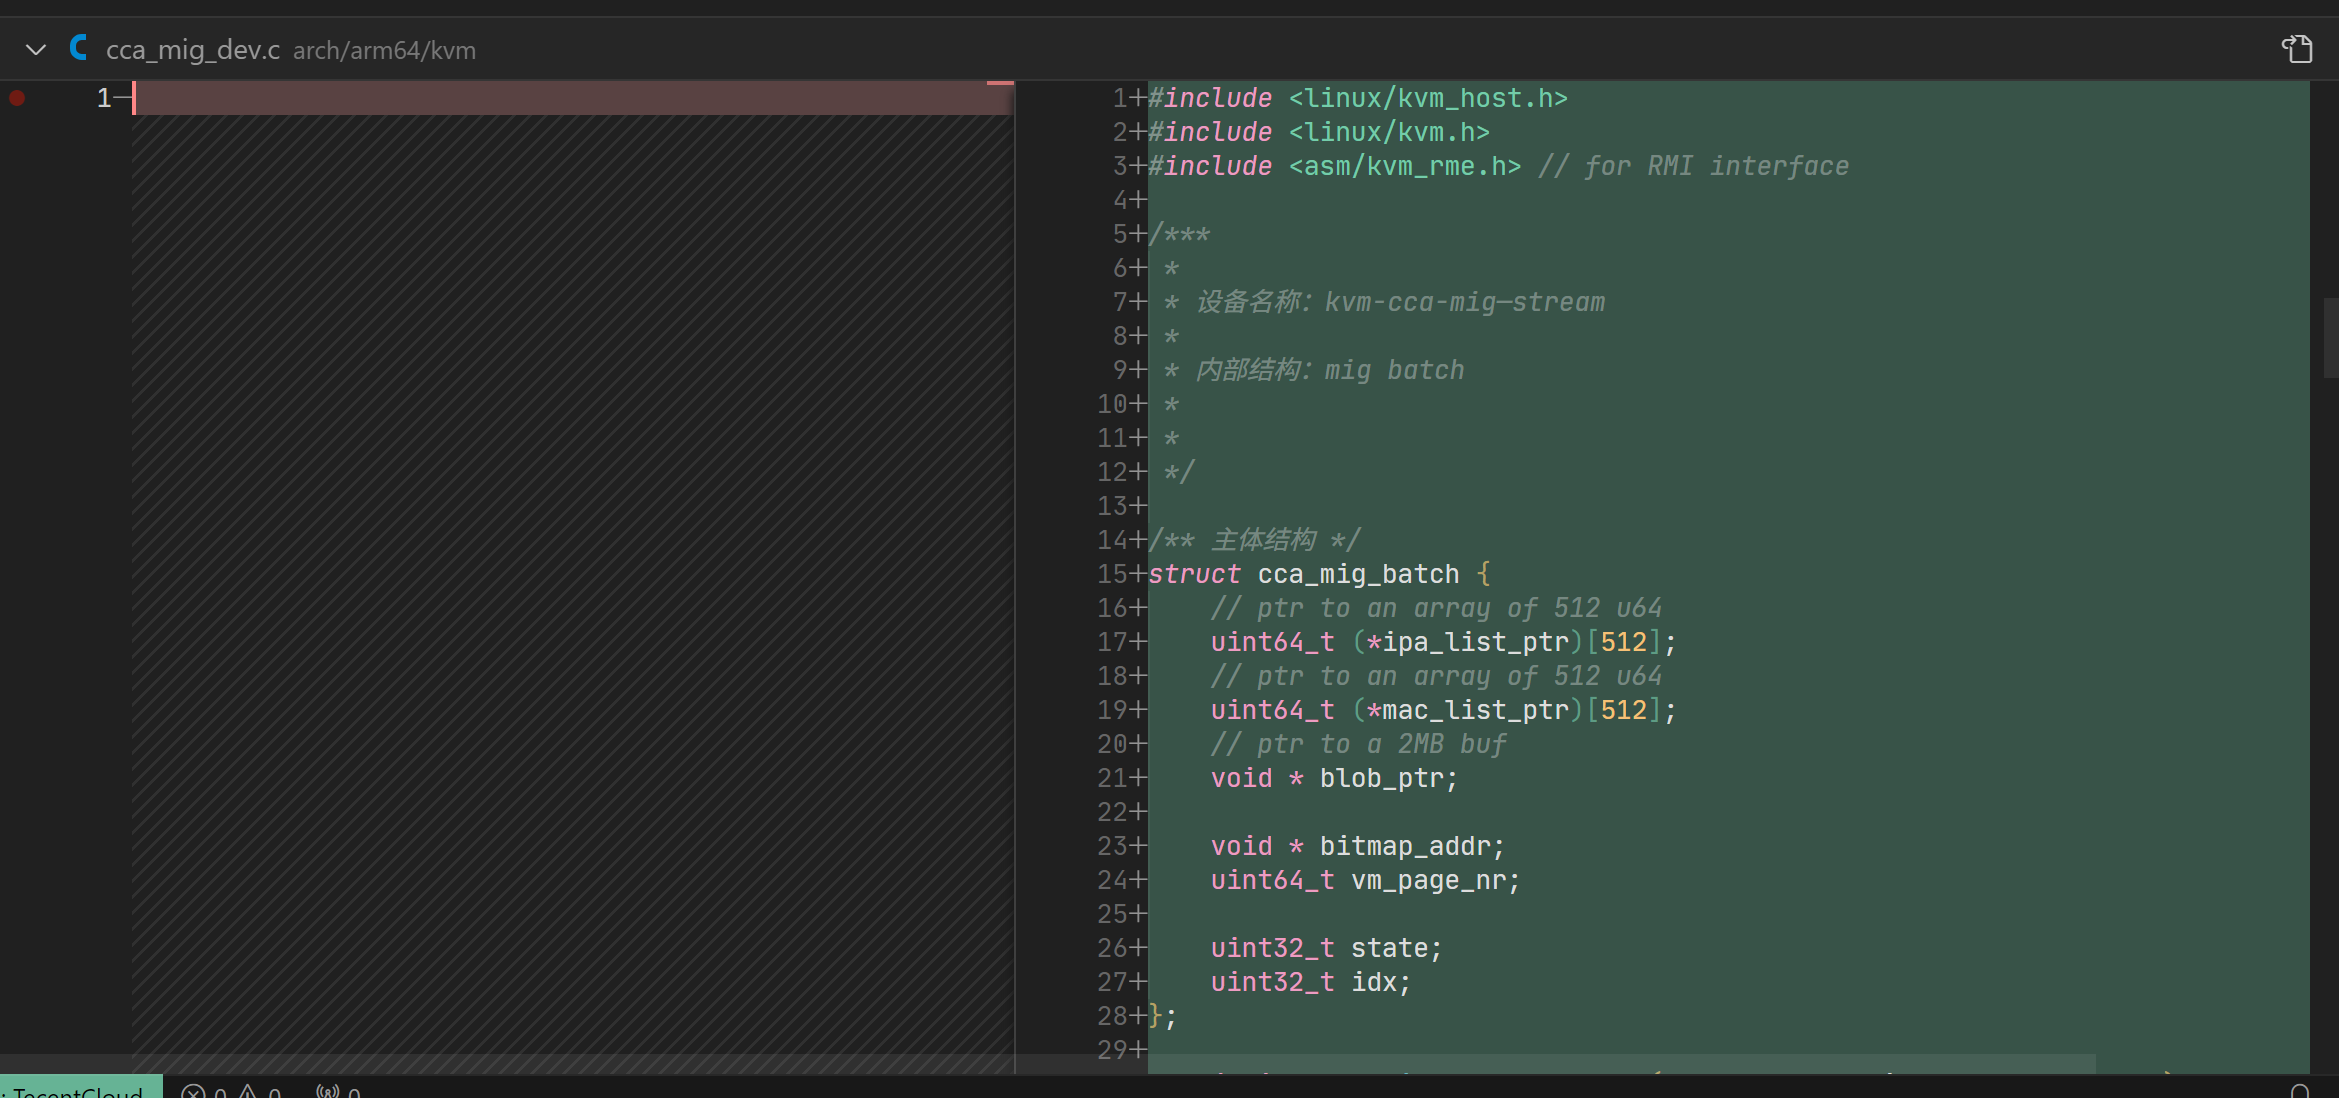 cca_mig_dev.c arch/arm64/kvm
1
1+#include <linux/kvm_host.h>
2+#include <linux/kvm.h>
3+#include <asm/kvm_rme.h> // for RMI interface
4+
5+/***
6+ *
7+ * 设备名称：kvm-cca-mig—stream
8+ *
9+ * 内部结构：mig batch
10+ *
11+ *
12+ */
13+
14+/** 主体结构 */
15+struct cca_mig_batch {
16+    // ptr to an array of 512 u64
17+    uint64_t (*ipa_list_ptr)[512];
18+    // ptr to an array of 512 u64
19+    uint64_t (*mac_list_ptr)[512];
20+    // ptr to a 2MB buf
21+    void * blob_ptr;
22+
23+    void * bitmap_addr;
24+    uint64_t vm_page_nr;
25+
26+    uint32_t state;
27+    uint32_t idx;
28+};
29+
: TecentCloud 0 0 0